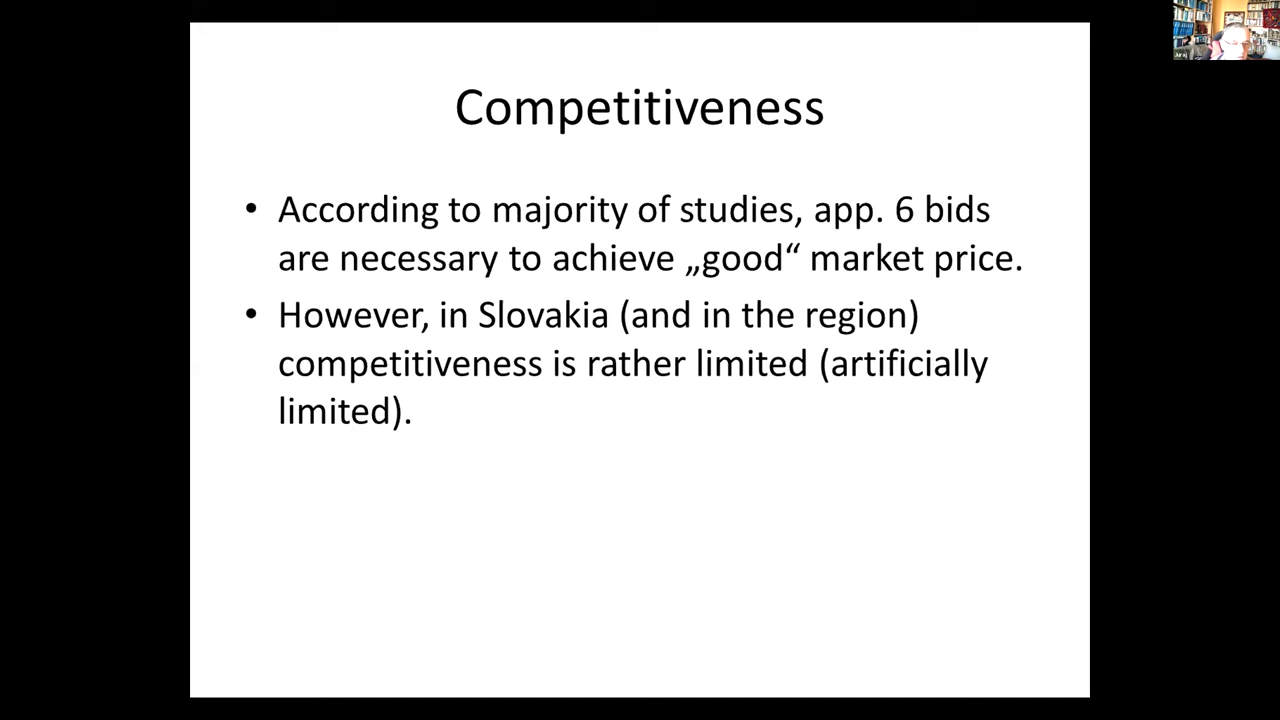 Competitiveness
• According to majority of studies, app. 6 bids
are necessary to achieve „good“ market price.
• However, in Slovakia (and in the region)
competitiveness is rather limited (artificially
limited).